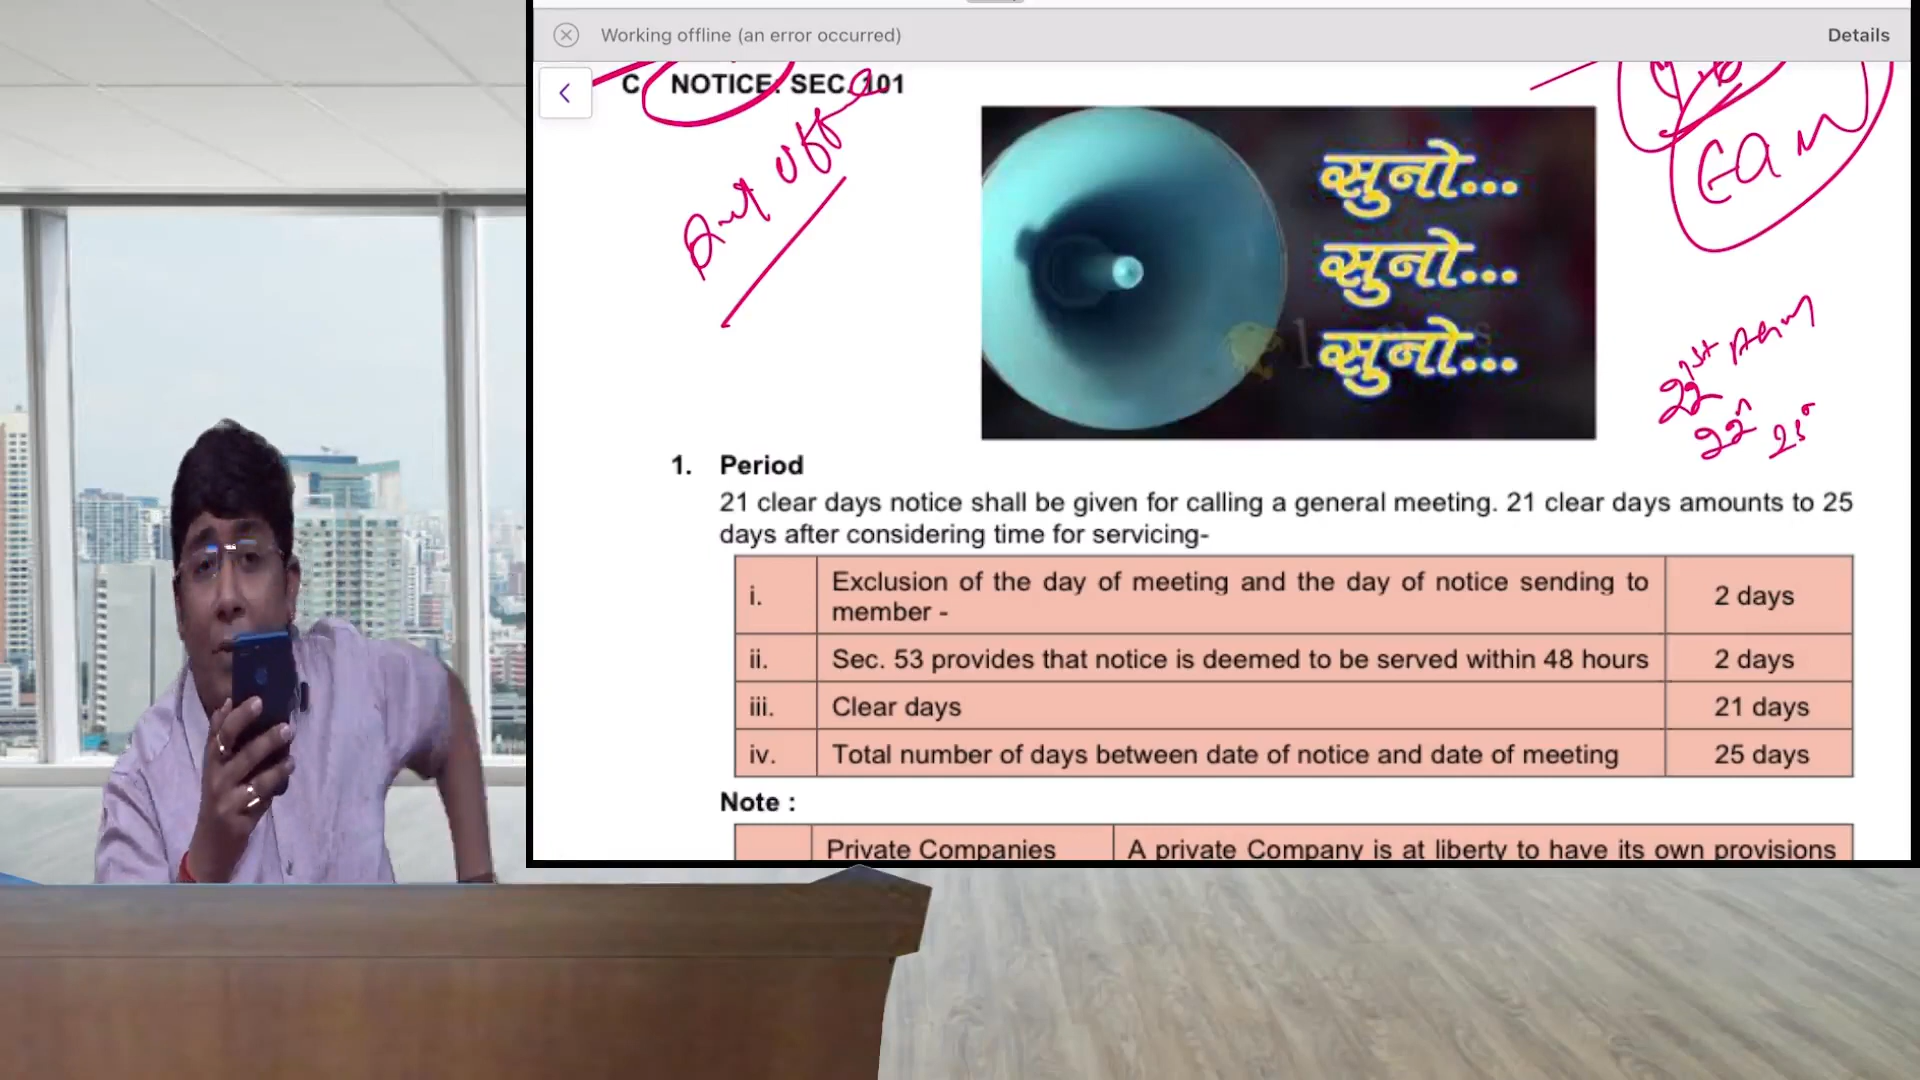 Working offline (an error occurred)
Details
C. NOTICE: SEC. 101
EGM
सुनो...
सुनो...
सुनो...
1. Period
21 clear days notice shall be given for calling a general meeting. 21 clear days amounts to 25
days after considering time for servicing-
i. Exclusion of the day of meeting and the day of notice sending to
member -
2 days
ii. Sec. 53 provides that notice is deemed to be served within 48 hours 2 days
iii. Clear days 21 days
iv. Total number of days between date of notice and date of meeting 25 days
Note :
Private Companies A private Company is at liberty to have its own provisions